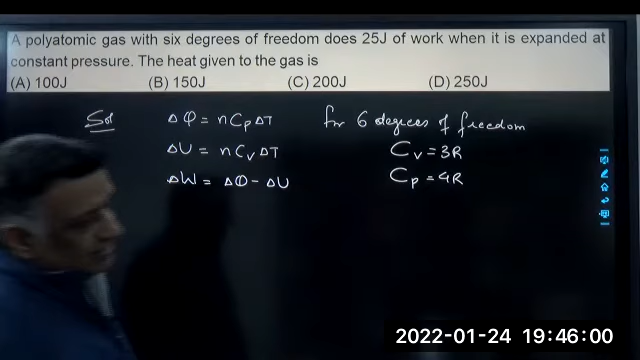 A polyatomic gas with six degrees of freedom does 25J of work when it is expanded at
constant pressure. The heat given to the gas is
(A) 100J (B) 150J (C) 200J (D) 250J
Sol ΔQ = nCpΔT for 6 degrees of freedom
ΔU = nCvΔT Cv = 3R
ΔW = ΔQ - ΔU Cp = 4R
2022-01-24 19:46:00